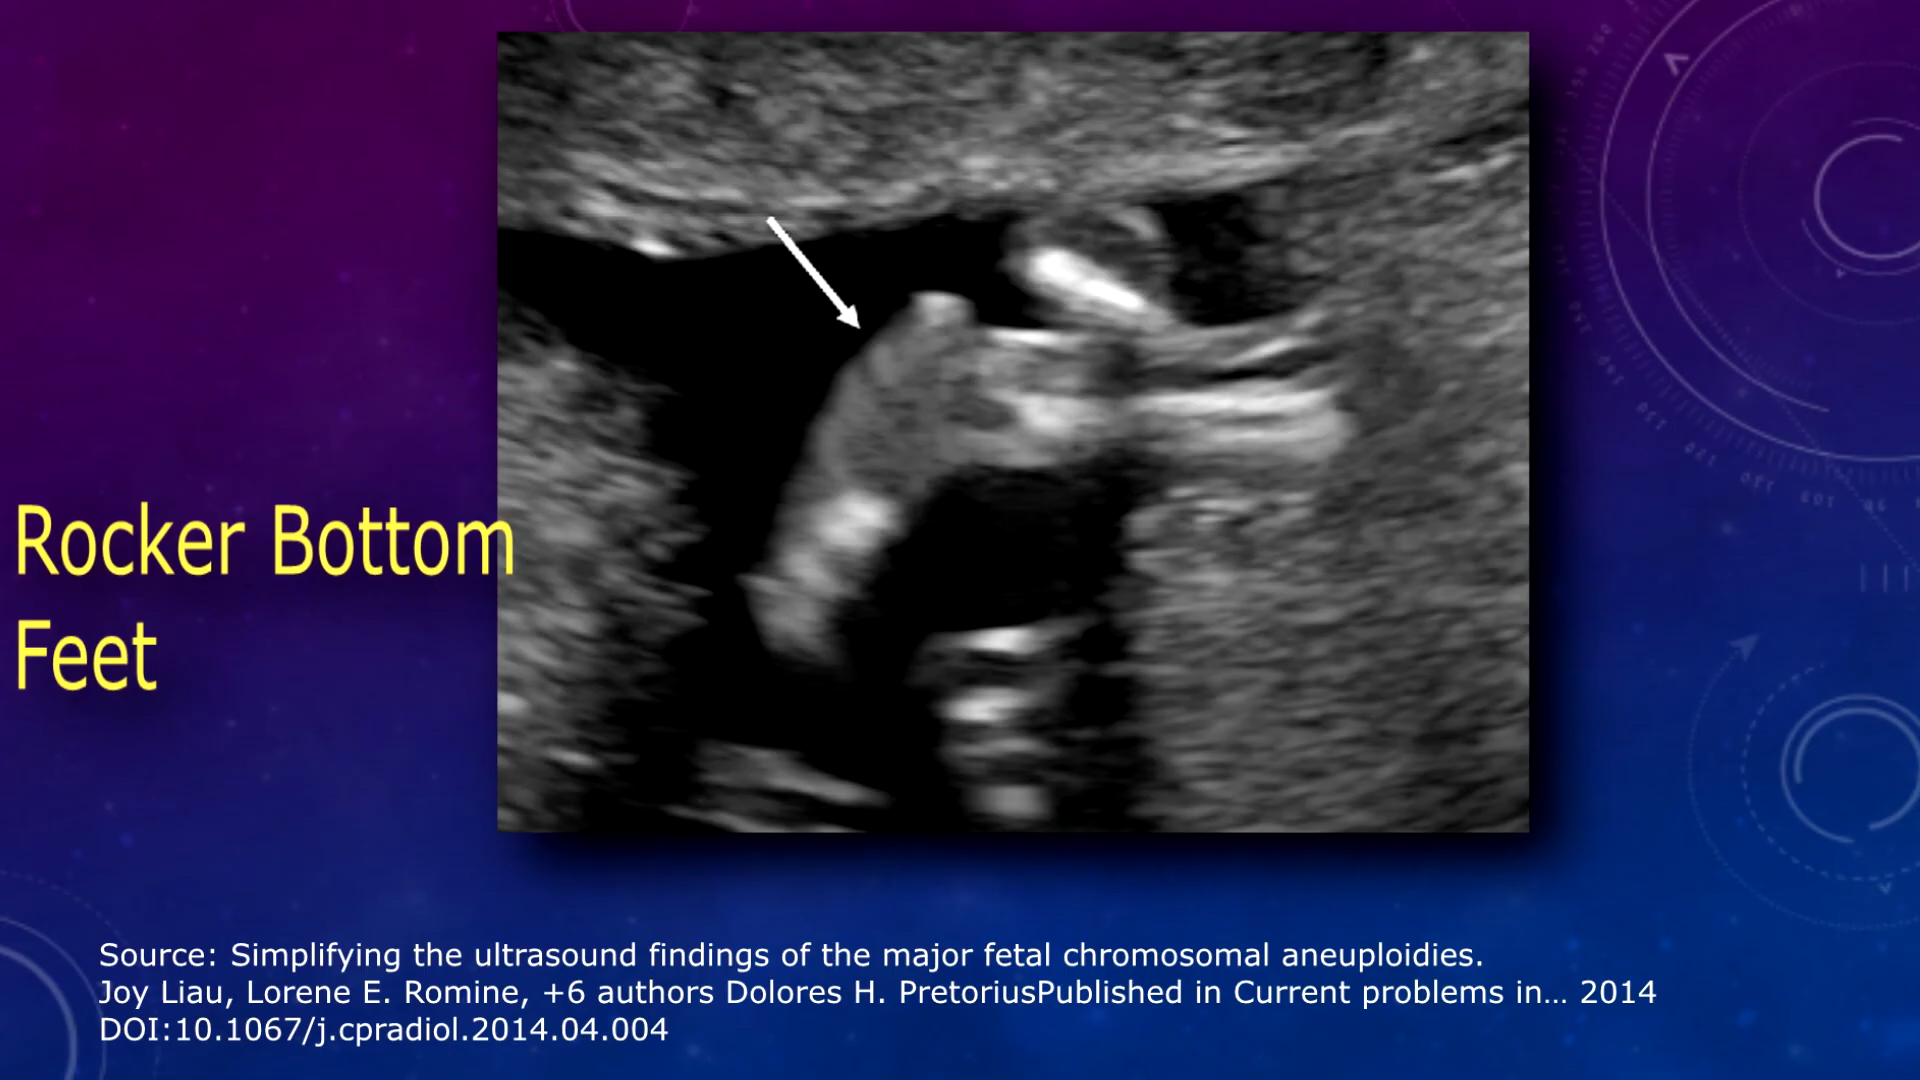 Rocker Bottom
Feet
Source: Simplifying the ultrasound findings of the major fetal chromosomal aneuploidies.
Joy Liau, Lorene E. Romine, +6 authors Dolores H. PretoriusPublished in Current problems in… 2014
DOI:10.1067/j.cpradiol.2014.04.004